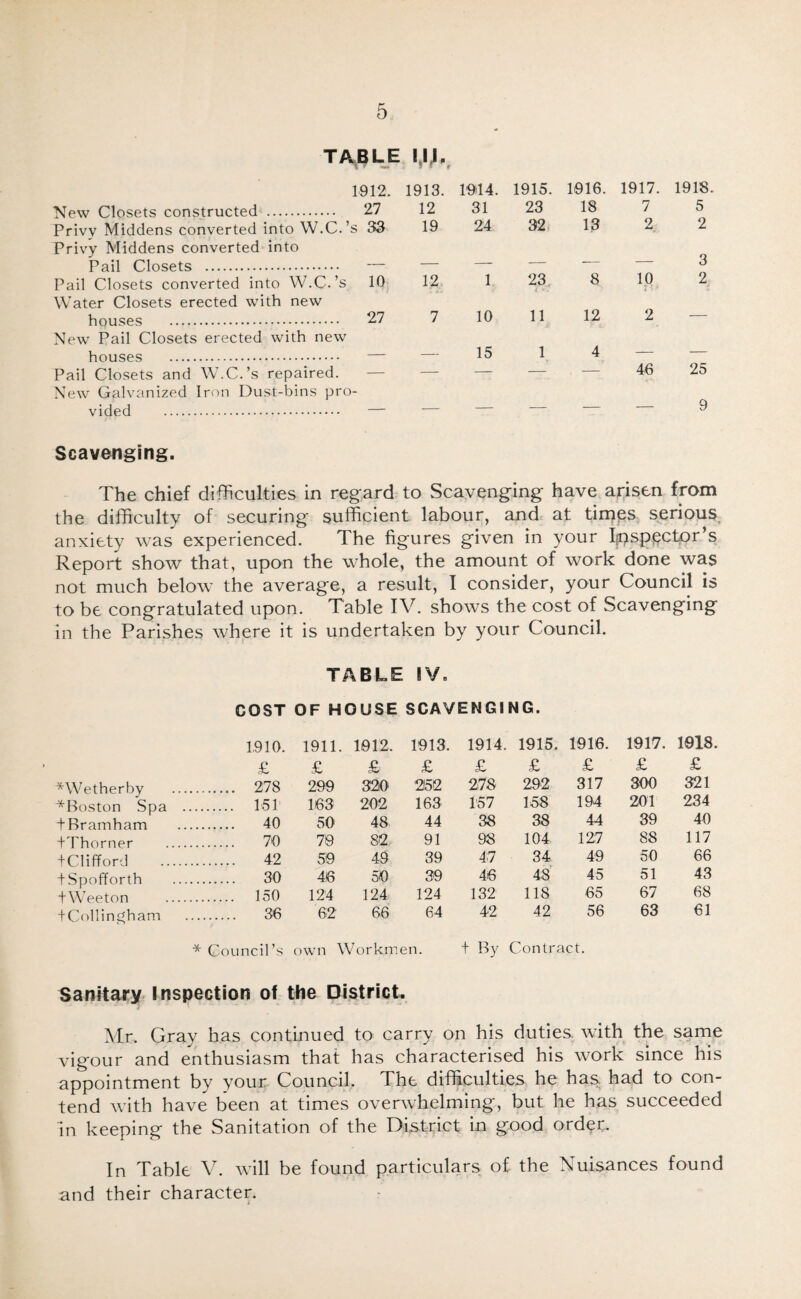 5
TABLE III.
1912. 1913. 1914. 1915. 1916. 1917. 1918.
New Closets constructed ............ 27 12 31 23 18 7 5
Privy Middens converted into W.C.'s 33 19 24 32 13 2 2
Privy Middens converted into
Pail Closets ..................... — — — — — — 3
Pail Closets converted into W.C.'s 10 12 1 23 8 10 2
Water Closets erected with new
houses ........................... 27 7 10 11 12 2 —
New Pail Closets erected with new
houses ........................... — — 15 1 4 — —
Pail Closets and W.C.'s repaired. — — — — — 46 25
New Galvanized Iron Dust-bins pro-
vided ........................... — — — — — — 9
Scavenging.
The chief difficulties in regard to Scavenging have arisen from
the difficulty of securing sufficient labour, and at times serious
anxiety was experienced. The figures given in your Inspector's
Report show that, upon the whole, the amount of work done was
not much below the average, a result, I consider, your Council is
to be congratulated upon. Table IV. shows the cost of Scavenging
in the Parishes where it is undertaken by your Council.
TABLE IV.
COST OF HOUSE SCAVENGING.
1910. 1911. 1912. 1913. 1914. 1915. 1916. 1917. 1918.
£ £ £ £ £ £ £ £ £
*Wetherby ........... 278 299 320 252 278 292 317 300 321
*Boston Spa ......... 151 163 202 163 157 158 194 201 234
†Bramham ........... 40 50 48 44 38 38 44 39 40
†Thorner ............. 70 79 82 91 98 104 127 88 117
†Clifford ............. 42 59 49 39 47 34 49 50 66
†Spofforth ........... 30 46 50 39 46 48 45 51 43
†Weeton ............. 150 124 124 124 132 118 65 67 68
†Collingham ......... 36 62 66 64 42 42 56 63 61
* Council's own Workmen. † By Contract.
Sanitary Inspection of the District.
Mr. Gray has continued to carry on his duties with the same
vigour and enthusiasm that has characterised his work since his
appointment by your Council. The difficulties he has had to con-
tend with have been at times overwhelming, but he has succeeded
in keeping the Sanitation of the District in good order.
In Table V. will be found particulars of the Nuisances found
and their character.